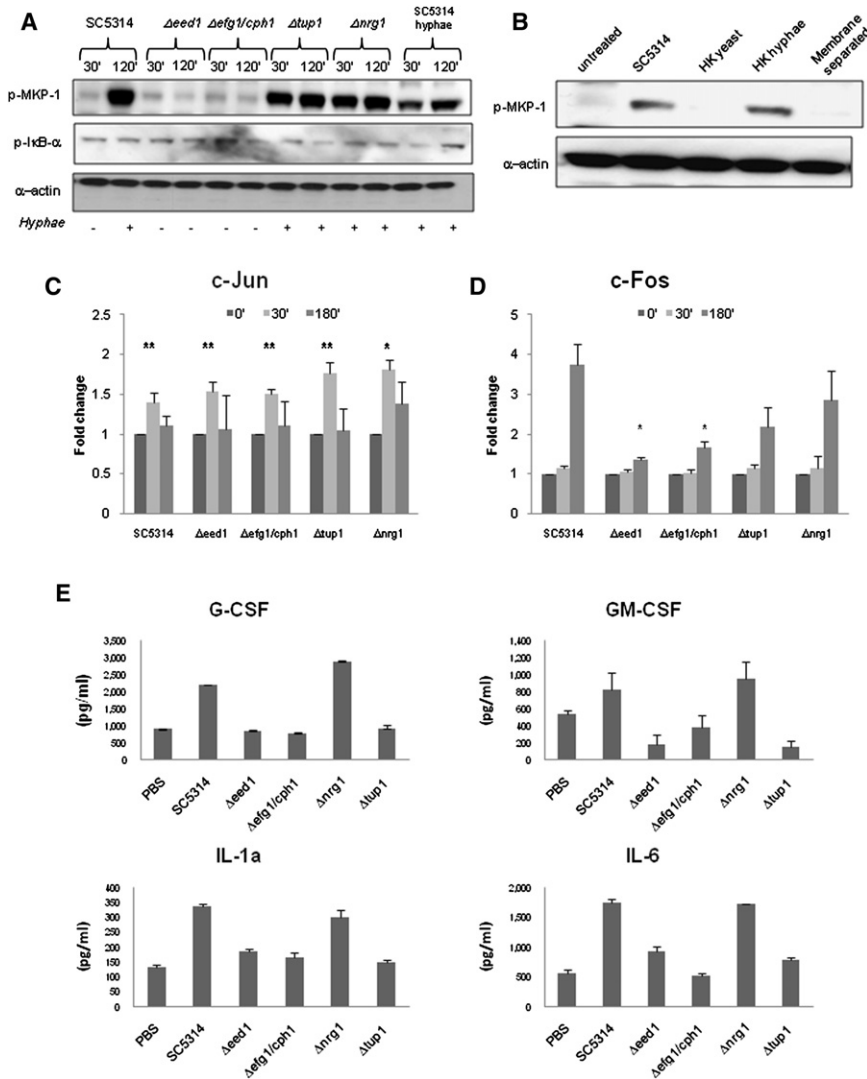 A
SC5314 Δeed1 Δefg1/cph1 Δtup1 Δnrg1 SC5314 hyphae
30' 120' 30' 120' 30' 120' 30' 120' 30' 120' 30' 120'
p-MKP-1
p-IκB-α
α–actin
Hyphae - + - - - - + + + + + +
B
untreated SC5314 HK yeast HK hyphae Membrane separated
p-MKP-1
α–actin
C
c-Jun
0' 30' 180'
** ** ** ** *
Fold change
2.5
2
1.5
1
0.5
0
SC5314 Δeed1 Δefg1/cph1 Δtup1 Δnrg1
D
c-Fos
0' 30' 180'
* *
Fold change
5
4
3
2
1
0
SC5314 Δeed1 Δefg1/cph1 Δtup1 Δnrg1
E
G-CSF
(pg/ml)
3,500
3,000
2,500
2,000
1,500
1,000
500
0
PBS SC5314 Δeed1 Δefg1/cph1 Δnrg1 Δtup1
GM-CSF
(pg/ml)
1,400
1,200
1,000
800
600
400
200
0
PBS SC5314 Δeed1 Δefg1/cph1 Δnrg1 Δtup1
IL-1a
(pg/ml)
400
350
300
250
200
150
100
50
0
PBS SC5314 Δeed1 Δefg1/cph1 Δnrg1 Δtup1
IL-6
(pg/ml)
2,000
1,500
1,000
500
0
PBS SC5314 Δeed1 Δefg1/cph1 Δnrg1 Δtup1